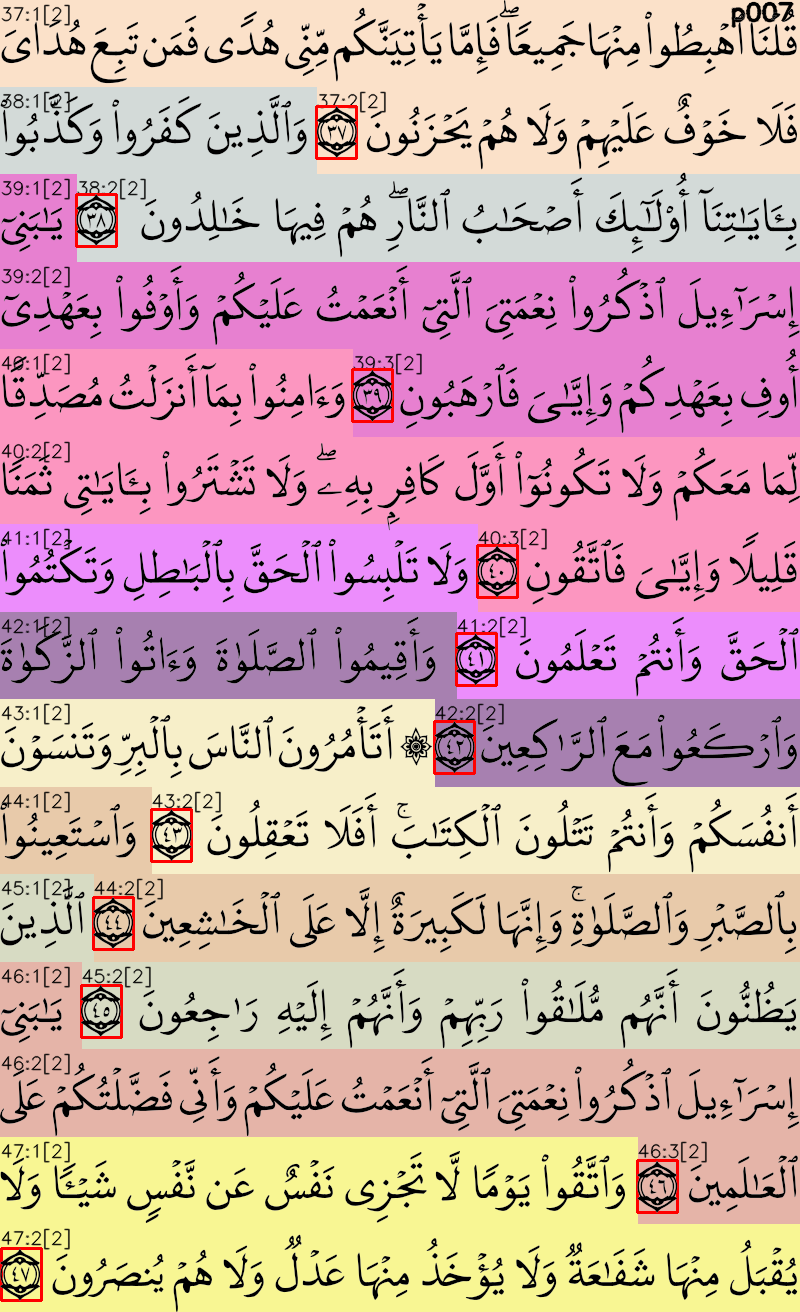 p007
37:1[2]
قُلۡنَا ٱهۡبِطُواْ مِنۡهَا جَمِيعٗاۖ فَإِمَّا يَأۡتِيَنَّكُم مِّنِّي هُدٗى فَمَن تَبِعَ هُدَايَ
38:1[2] 37:2[2]
فَلَا خَوۡفٌ عَلَيۡهِمۡ وَلَا هُمۡ يَحۡزَنُونَ ٣٧ وَٱلَّذِينَ كَفَرُواْ وَكَذَّبُواْ
39:1[2] 38:2[2]
بِـَٔايَٰتِنَآ أُوْلَٰٓئِكَ أَصۡحَٰبُ ٱلنَّارِۖ هُمۡ فِيهَا خَٰلِدُونَ ٣٨ يَٰبَنِيٓ
39:2[2]
إِسۡرَٰٓءِيلَ ٱذۡكُرُواْ نِعۡمَتِيَ ٱلَّتِيٓ أَنۡعَمۡتُ عَلَيۡكُمۡ وَأَوۡفُواْ بِعَهۡدِيٓ
40:1[2] 39:3[2]
أُوفِ بِعَهۡدِكُمۡ وَإِيَّٰيَ فَٱرۡهَبُونِ ٣٩ وَءَامِنُواْ بِمَآ أَنزَلۡتُ مُصَدِّقٗا
40:2[2]
لِّمَا مَعَكُمۡ وَلَا تَكُونُوٓاْ أَوَّلَ كَافِرِۭ بِهِۦۖ وَلَا تَشۡتَرُواْ بِـَٔايَٰتِي ثَمَنٗا
41:1[2] 40:3[2]
قَلِيلٗا وَإِيَّٰيَ فَٱتَّقُونِ ٤٠ وَلَا تَلۡبِسُواْ ٱلۡحَقَّ بِٱلۡبَٰطِلِ وَتَكۡتُمُواْ
42:1[2] 41:2[2]
ٱلۡحَقَّ وَأَنتُمۡ تَعۡلَمُونَ ٤١ وَأَقِيمُواْ ٱلصَّلَوٰةَ وَءَاتُواْ ٱلزَّكَوٰةَ
43:1[2] 42:2[2]
وَٱرۡكَعُواْ مَعَ ٱلرَّٰكِعِينَ ٤٢ ۞ أَتَأۡمُرُونَ ٱلنَّاسَ بِٱلۡبِرِّ وَتَنسَوۡنَ
44:1[2] 43:2[2]
أَنفُسَكُمۡ وَأَنتُمۡ تَتۡلُونَ ٱلۡكِتَٰبَۚ أَفَلَا تَعۡقِلُونَ ٤٣ وَٱسۡتَعِينُواْ
45:1[2] 44:2[2]
بِٱلصَّبۡرِ وَٱلصَّلَوٰةِۚ وَإِنَّهَا لَكَبِيرَةٌ إِلَّا عَلَى ٱلۡخَٰشِعِينَ ٤٤ ٱلَّذِينَ
46:1[2] 45:2[2]
يَظُنُّونَ أَنَّهُم مُّلَٰقُواْ رَبِّهِمۡ وَأَنَّهُمۡ إِلَيۡهِ رَٰجِعُونَ ٤٥ يَٰبَنِيٓ
46:2[2]
إِسۡرَٰٓءِيلَ ٱذۡكُرُواْ نِعۡمَتِيَ ٱلَّتِيٓ أَنۡعَمۡتُ عَلَيۡكُمۡ وَأَنِّي فَضَّلۡتُكُمۡ عَلَى
47:1[2] 46:3[2]
ٱلۡعَٰلَمِينَ ٤٦ وَٱتَّقُواْ يَوۡمٗا لَّا تَجۡزِي نَفۡسٌ عَن نَّفۡسٖ شَيۡـٔٗا وَلَا
47:2[2]
يُقۡبَلُ مِنۡهَا شَفَٰعَةٞ وَلَا يُؤۡخَذُ مِنۡهَا عَدۡلٞ وَلَا هُمۡ يُنصَرُونَ ٤٧